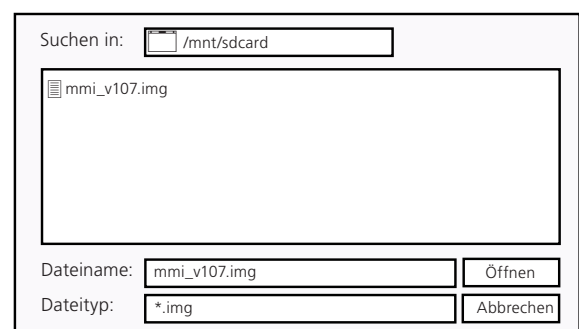 Suchen in: /mnt/sdcard
mmi_v107.img
Dateiname: mmi_v107.img Öffnen
Dateityp: *.img Abbrechen